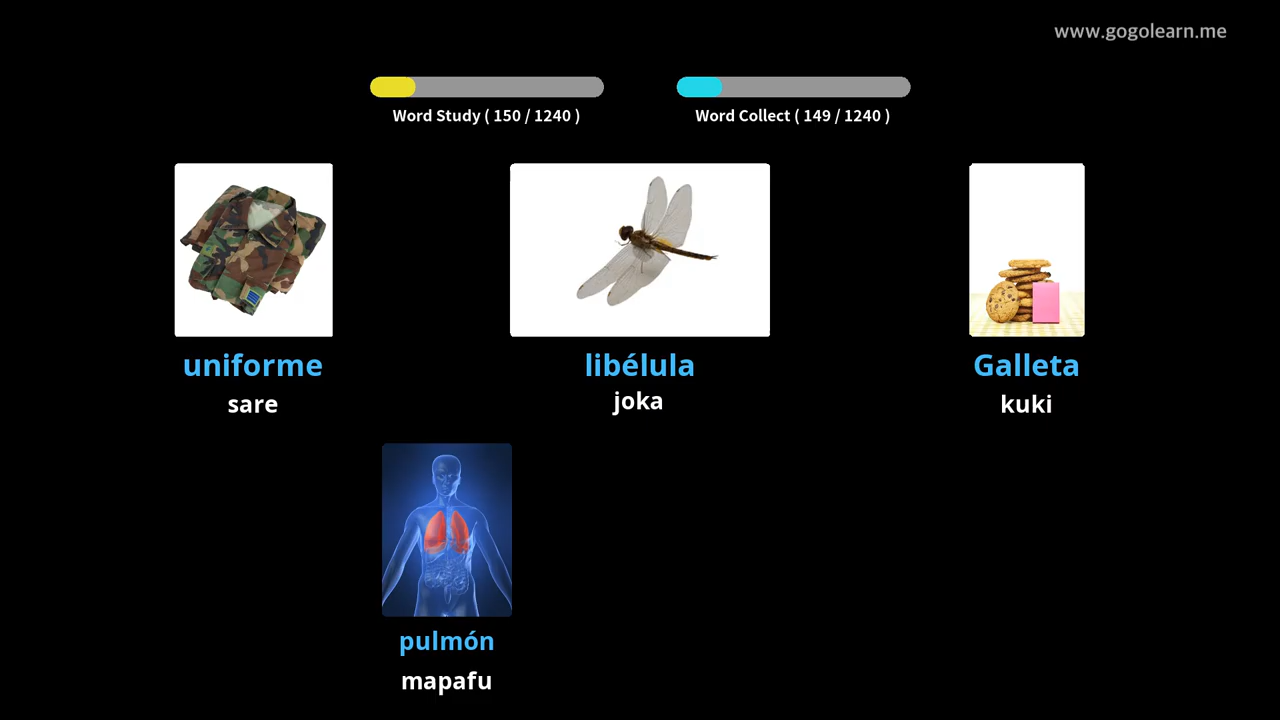 www.gogolearn.me
Word Study ( 150 / 1240 )
Word Collect ( 149 / 1240 )
uniforme
sare
libélula
joka
Galleta
kuki
pulmón
mapafu